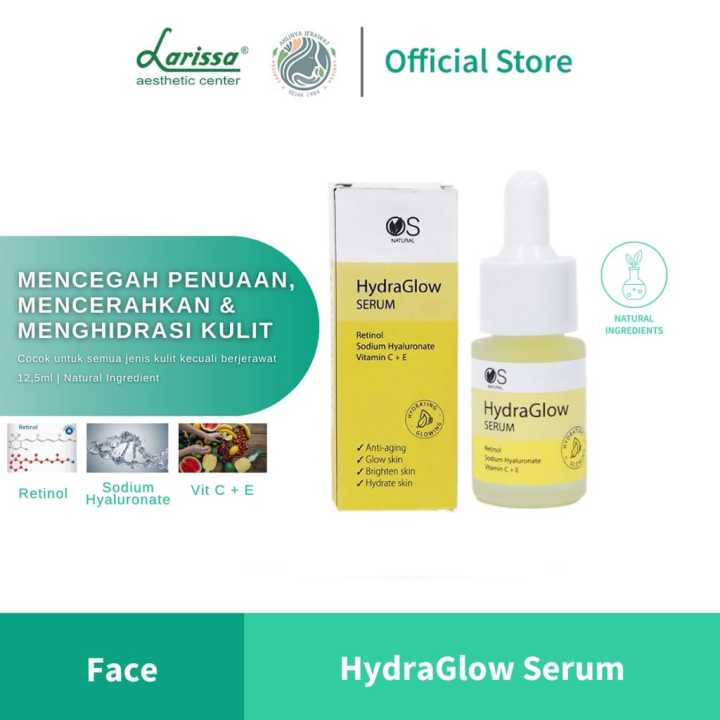 Larissa®
aesthetic center
Official Store
MENCEGAH PENUAAN,
MENCERAHKAN &
MENGHIDRASI KULIT
Cocok untuk semua jenis kulit kecuali berjerawat
12,5ml | Natural Ingredient
Retinol
Retinol
Sodium
Hyaluronate
Vit C + E
OS
NATURAL
HydraGlow
SERUM
Retinol
Sodium Hyaluronate
Vitamin C + E
HYDRATING
GLOWING
✓ Anti-aging
✓ Glow skin
✓ Brighten skin
✓ Hydrate skin
OS
NATURAL
HydraGlow
SERUM
Retinol
Sodium Hyaluronate
Vitamin C + E
NATURAL
INGREDIENTS
Face
HydraGlow Serum